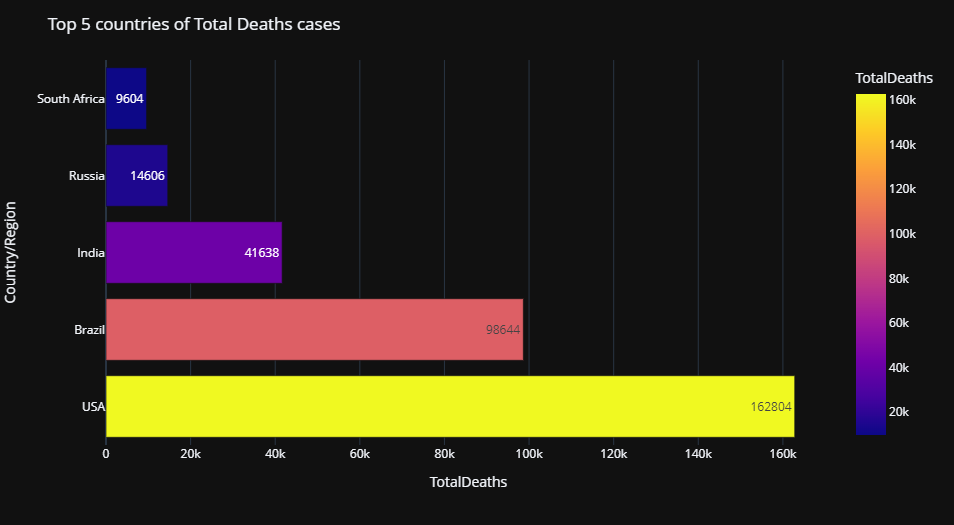 Top 5 countries of Total Deaths cases
TotalDeaths
160k
140k
120k
100k
80k
60k
40k
20k
Country/Region
South Africa 9604
Russia 14606
India 41638
Brazil 98644
USA 162804
0 20k 40k 60k 80k 100k 120k 140k 160k
TotalDeaths